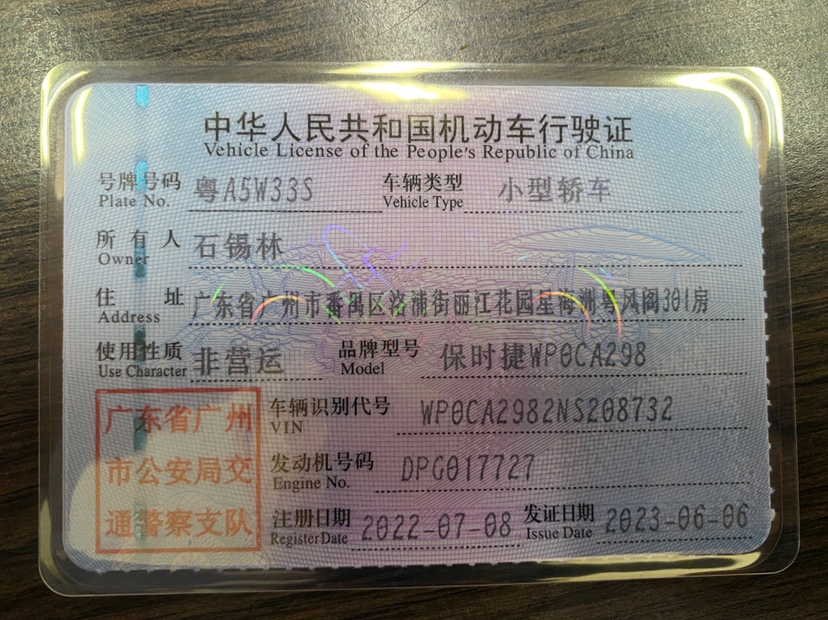 中华人民共和国机动车行驶证
Vehicle License of the People's Republic of China
号牌号码 粤A5W33S 车辆类型 小型轿车
Plate No. Vehicle Type
所有人 石锡林
Owner
住址 广东省广州市番禺区洛浦街丽江花园星海洲粤风阁301房
Address
使用性质 非营运 品牌型号 保时捷WP0CA298
Use Character Model
车辆识别代号 WP0CA2982NS208732
VIN
发动机号码 DPG017727
Engine No.
注册日期 2022-07-08 发证日期 2023-06-06
Register Date Issue Date
广东省广州
市公安局交
通警察支队